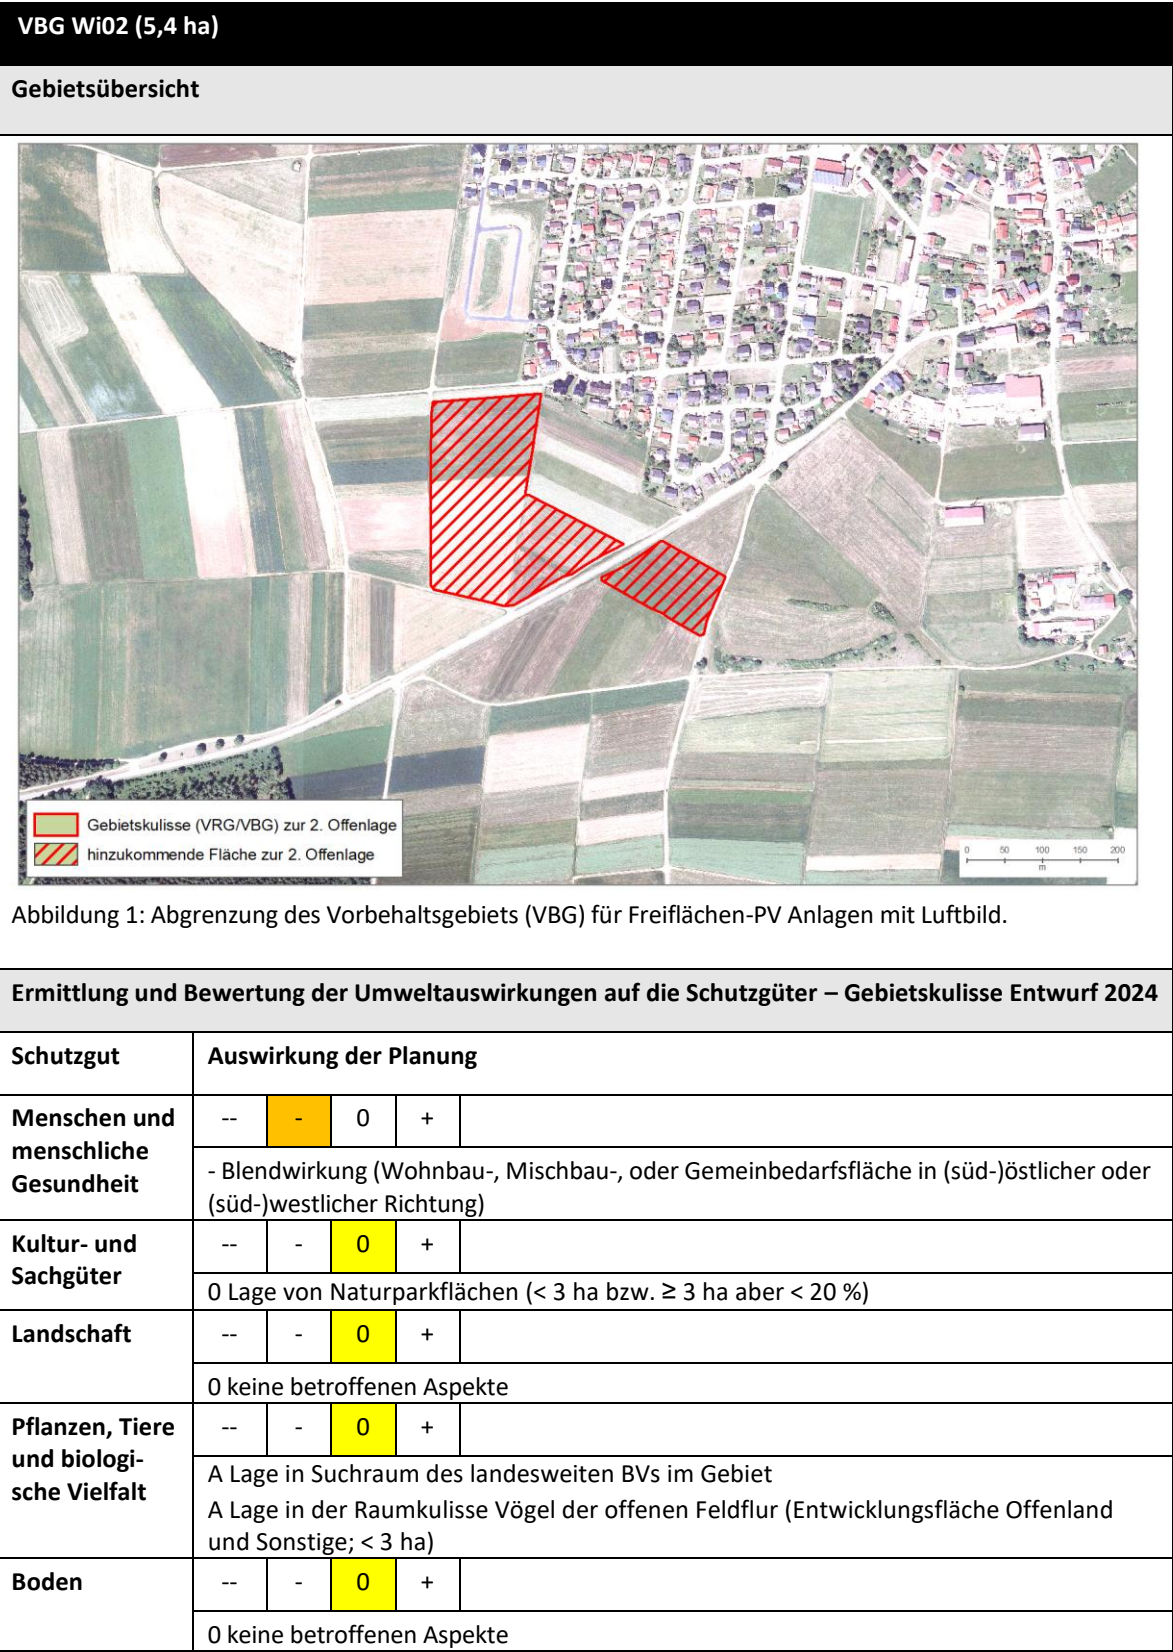 VBG Wi02 (5,4 ha)
Gebietsübersicht
Gebietskulisse (VRG/VBG) zur 2. Offenlage
hinzukommende Fläche zur 2. Offenlage
0 50 100 150 200
m
Abbildung 1: Abgrenzung des Vorbehaltsgebiets (VBG) für Freiflächen-PV Anlagen mit Luftbild.
Ermittlung und Bewertung der Umweltauswirkungen auf die Schutzgüter – Gebietskulisse Entwurf 2024
Schutzgut Auswirkung der Planung
Menschen und
menschliche
Gesundheit
-- - 0 +
- Blendwirkung (Wohnbau-, Mischbau-, oder Gemeinbedarfsfläche in (süd-)östlicher oder
(süd-)westlicher Richtung)
Kultur- und
Sachgüter
-- - 0 +
0 Lage von Naturparkflächen (< 3 ha bzw. ≥ 3 ha aber < 20 %)
Landschaft
-- - 0 +
0 keine betroffenen Aspekte
Pflanzen, Tiere
und biologi-
sche Vielfalt
-- - 0 +
A Lage in Suchraum des landesweiten BVs im Gebiet
A Lage in der Raumkulisse Vögel der offenen Feldflur (Entwicklungsfläche Offenland
und Sonstige; < 3 ha)
Boden
-- - 0 +
0 keine betroffenen Aspekte